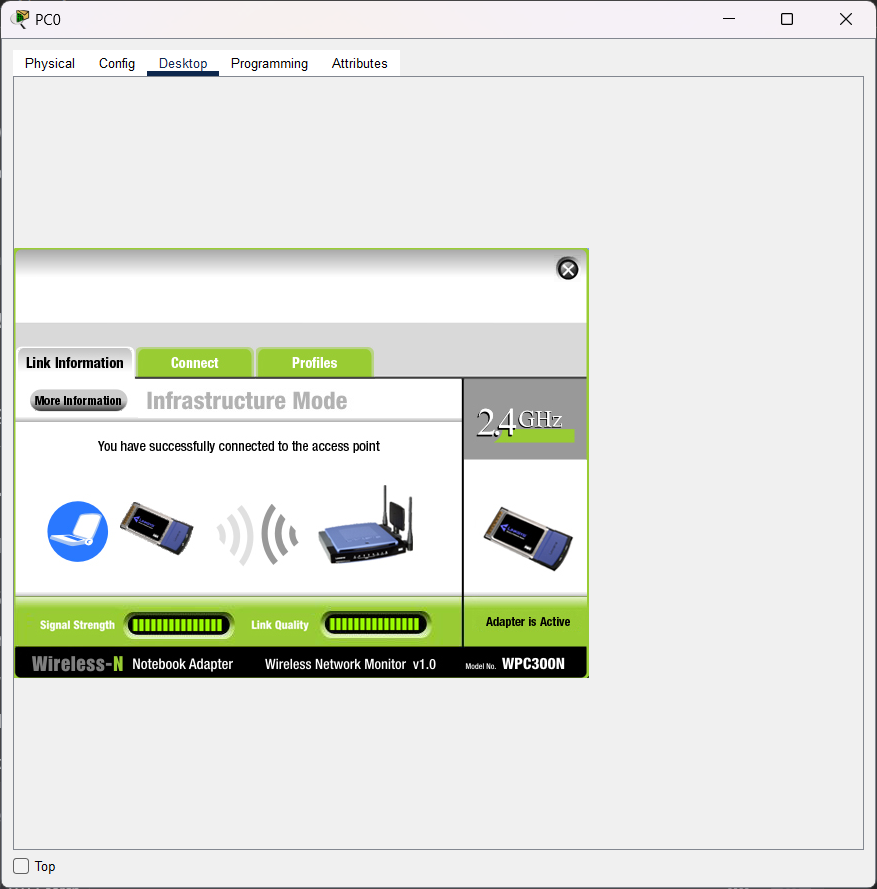 PC0
Physical Config Desktop Programming Attributes
Link Information Connect Profiles
More Information Infrastructure Mode
2.4GHz
You have successfully connected to the access point
Signal Strength Link Quality Adapter is Active
Wireless-N Notebook Adapter Wireless Network Monitor v1.0 Model No. WPC300N
Top